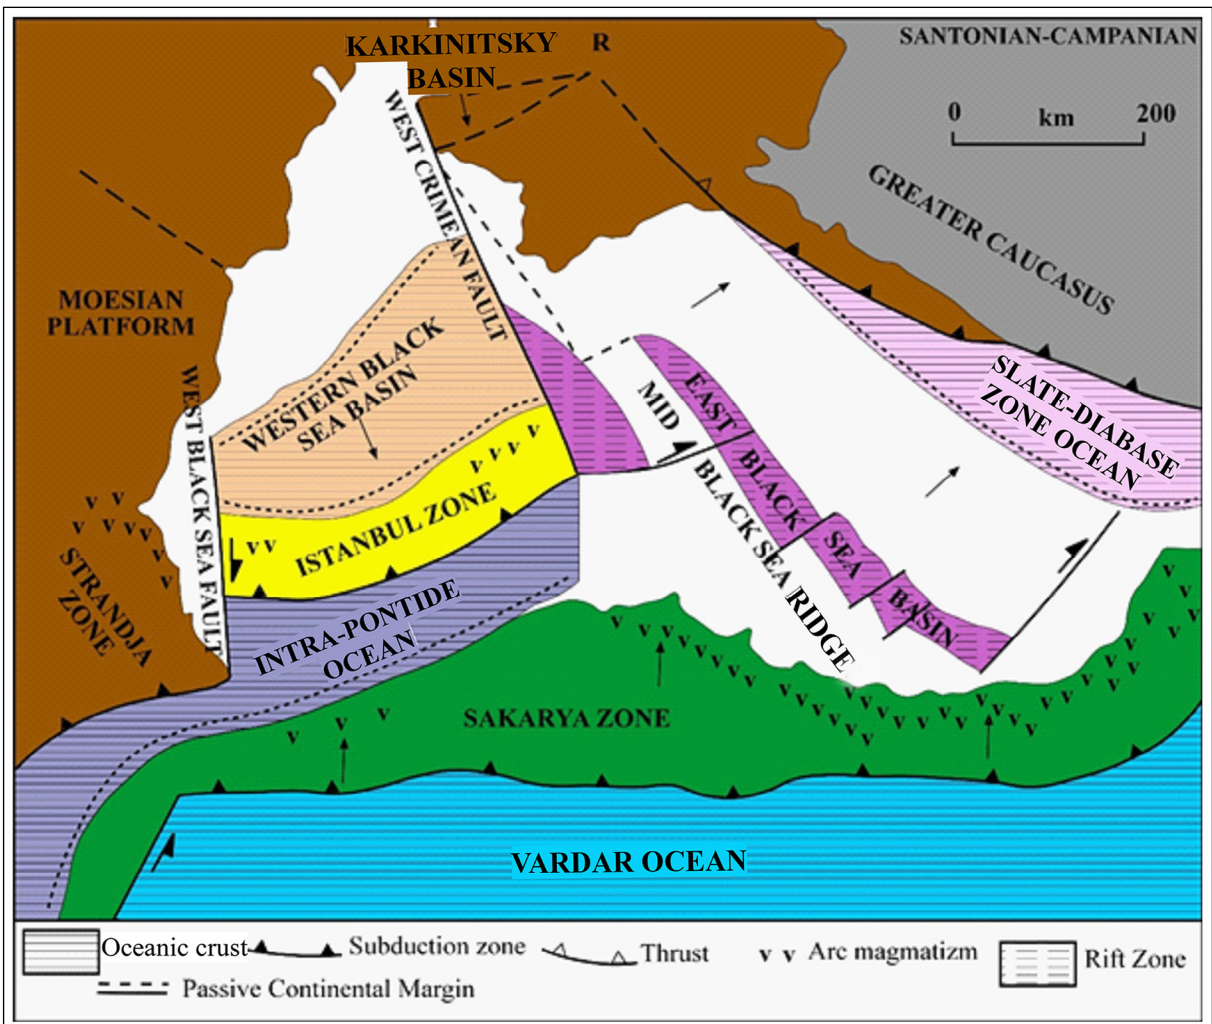 KARKINITSKY
BASIN
R
SANTONIAN-CAMPANIAN
0 200
km
WEST CRIMEAN FAULT
GREATER CAUCASUS
MOESIAN
PLATFORM
WESTERN BLACK
SEA BASIN
WEST BLACK SEA FAULT
MID
BLACK SEA RIDGE
EAST
BLACK
SEA
BASIN
SLATE-DIABASE
ZONE OCEAN
ISTANBUL ZONE
v v v v
v v
STRANDJA
ZONE
v v
v v v v
v
v
INTRA-PONTIDE
OCEAN
SAKARYA ZONE
VARDAR OCEAN
Oceanic crust
Subduction zone
Thrust
v v Arc magmatizm
Rift Zone
Passive Continental Margin